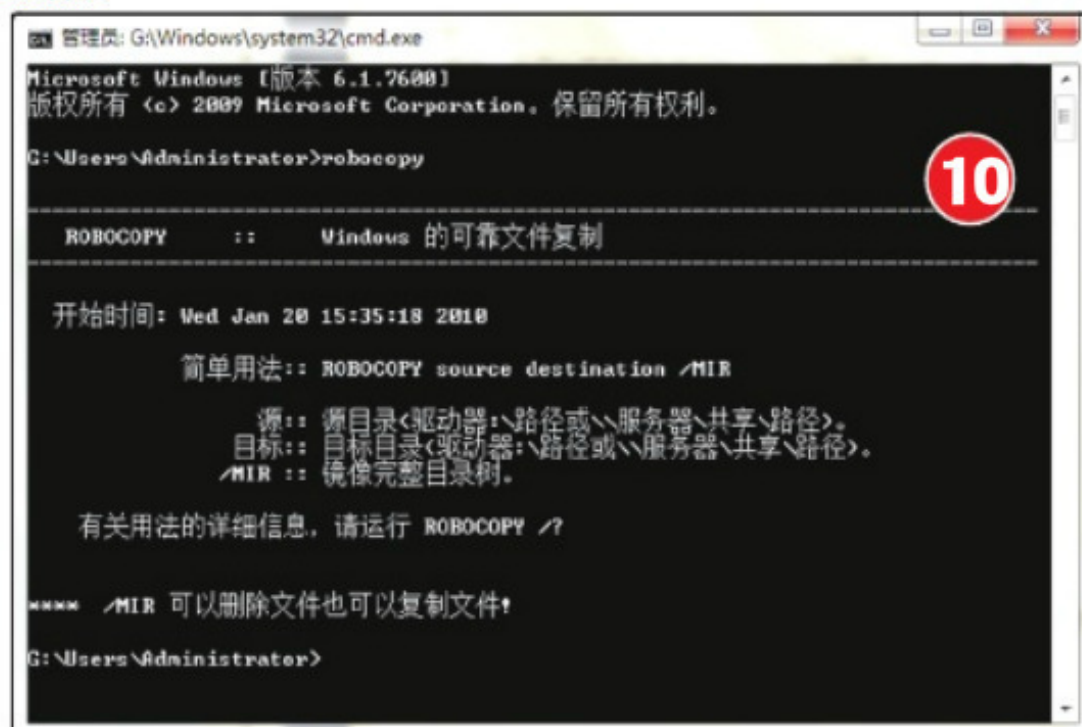 管理员: G:\Windows\system32\cmd.exe
Microsoft Windows [版本 6.1.7600]
版权所有 (c) 2009 Microsoft Corporation。保留所有权利。
G:\Users\Administrator>robocopy
10
-------------------------------------------------------------------------------
ROBOCOPY :: Windows 的可靠文件复制
-------------------------------------------------------------------------------
开始时间: Wed Jan 20 15:35:18 2010
简单用法:: ROBOCOPY source destination /MIR
源:: 源目录(驱动器:\路径或\\服务器\共享\路径)。
目标:: 目标目录(驱动器:\路径或\\服务器\共享\路径)。
/MIR :: 镜像完整目录树。
有关用法的详细信息，请运行 ROBOCOPY /?
**** /MIR 可以删除文件也可以复制文件!
G:\Users\Administrator>